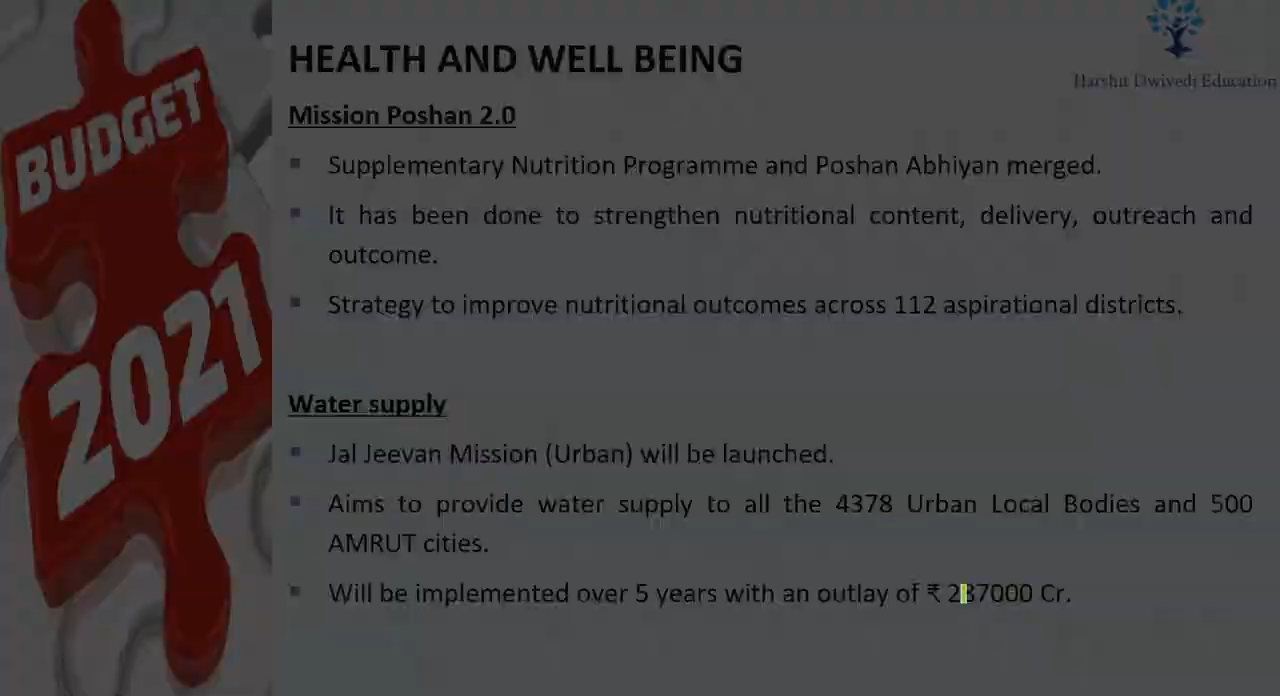 BUDGET
2021
Harshit Dwivedi Education
HEALTH AND WELL BEING
Mission Poshan 2.0
▪ Supplementary Nutrition Programme and Poshan Abhiyan merged.
▪ It has been done to strengthen nutritional content, delivery, outreach and
outcome.
▪ Strategy to improve nutritional outcomes across 112 aspirational districts.
Water supply
▪ Jal Jeevan Mission (Urban) will be launched.
▪ Aims to provide water supply to all the 4378 Urban Local Bodies and 500
AMRUT cities.
▪ Will be implemented over 5 years with an outlay of ₹ 287000 Cr.